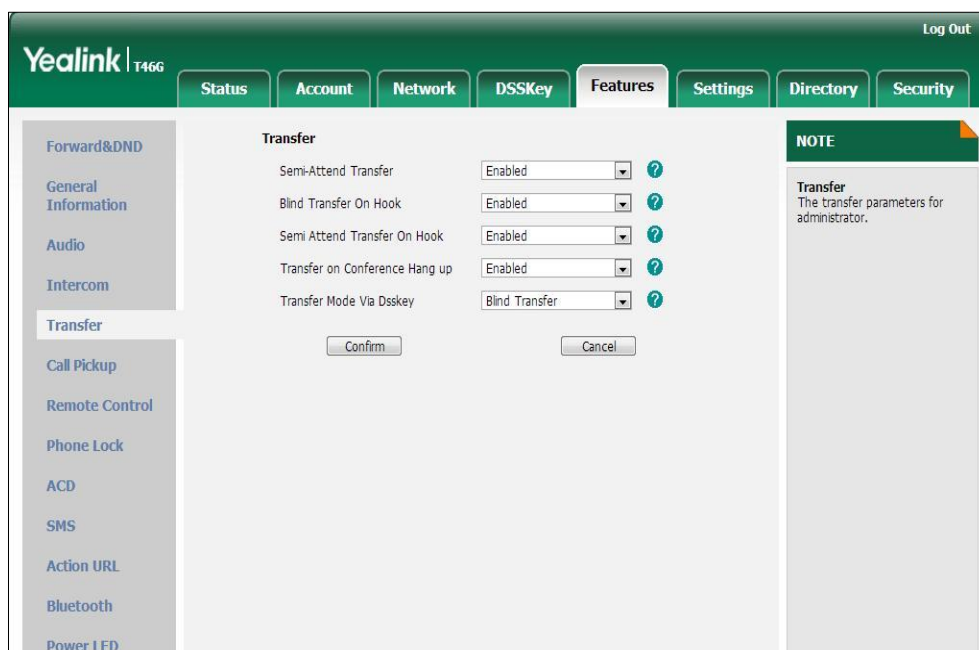 Log Out
Yealink T46G
Status Account Network DSSKey Features Settings Directory Security
Forward&DND
General
Information
Audio
Intercom
Transfer
Call Pickup
Remote Control
Phone Lock
ACD
SMS
Action URL
Bluetooth
Power LED
Transfer
Semi-Attend Transfer Enabled ?
Blind Transfer On Hook Enabled ?
Semi Attend Transfer On Hook Enabled ?
Transfer on Conference Hang up Enabled ?
Transfer Mode Via Dsskey Blind Transfer ?
Confirm Cancel
NOTE
Transfer
The transfer parameters for
administrator.